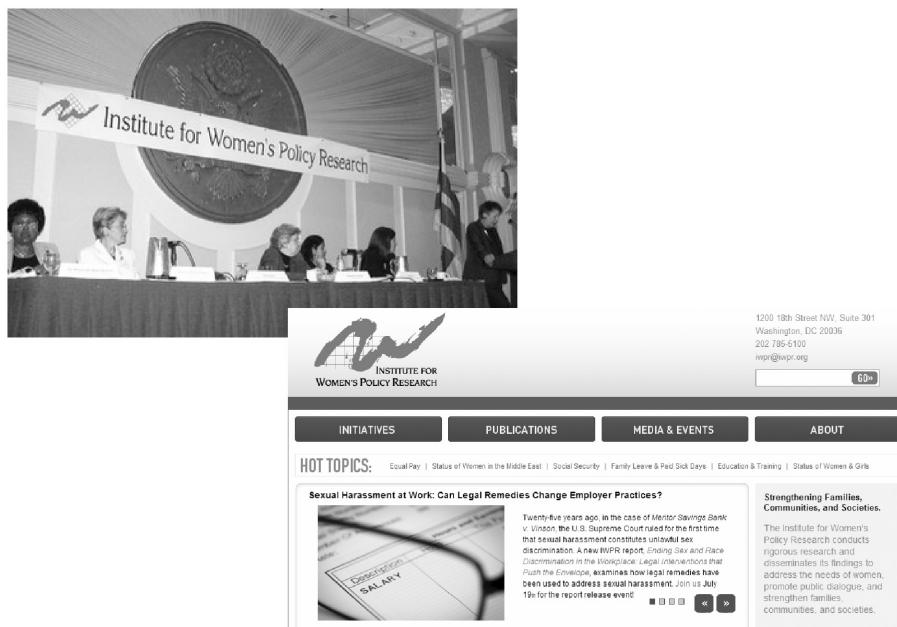 Institute for Women's Policy Research
INSTITUTE FOR
WOMEN'S POLICY RESEARCH
1200 18th Street NW, Suite 301
Washington, DC 20036
202 785-5100
iwpr@iwpr.org
GO»
INITIATIVES
PUBLICATIONS
MEDIA & EVENTS
ABOUT
HOT TOPICS:
Equal Pay | Status of Women in the Middle East | Social Security | Family Leave & Paid Sick Days | Education & Training | Status of Women & Girls
Sexual Harassment at Work: Can Legal Remedies Change Employer Practices?
Description
SALARY
Twenty-five years ago, in the case of Meritor Savings Bank
v. Vinson, the U.S. Supreme Court ruled for the first time
that sexual harassment constitutes unlawful sex
discrimination. A new IWPR report, Ending Sex and Race
Discrimination in the Workplace: Legal Interventions that
Push the Envelope, examines how legal remedies have
been used to address sexual harassment. Join us July
19th for the report release event!
« »
Strengthening Families,
Communities, and Societies.
The Institute for Women's
Policy Research conducts
rigorous research and
disseminates its findings to
address the needs of women,
promote public dialogue, and
strengthen families,
communities, and societies.